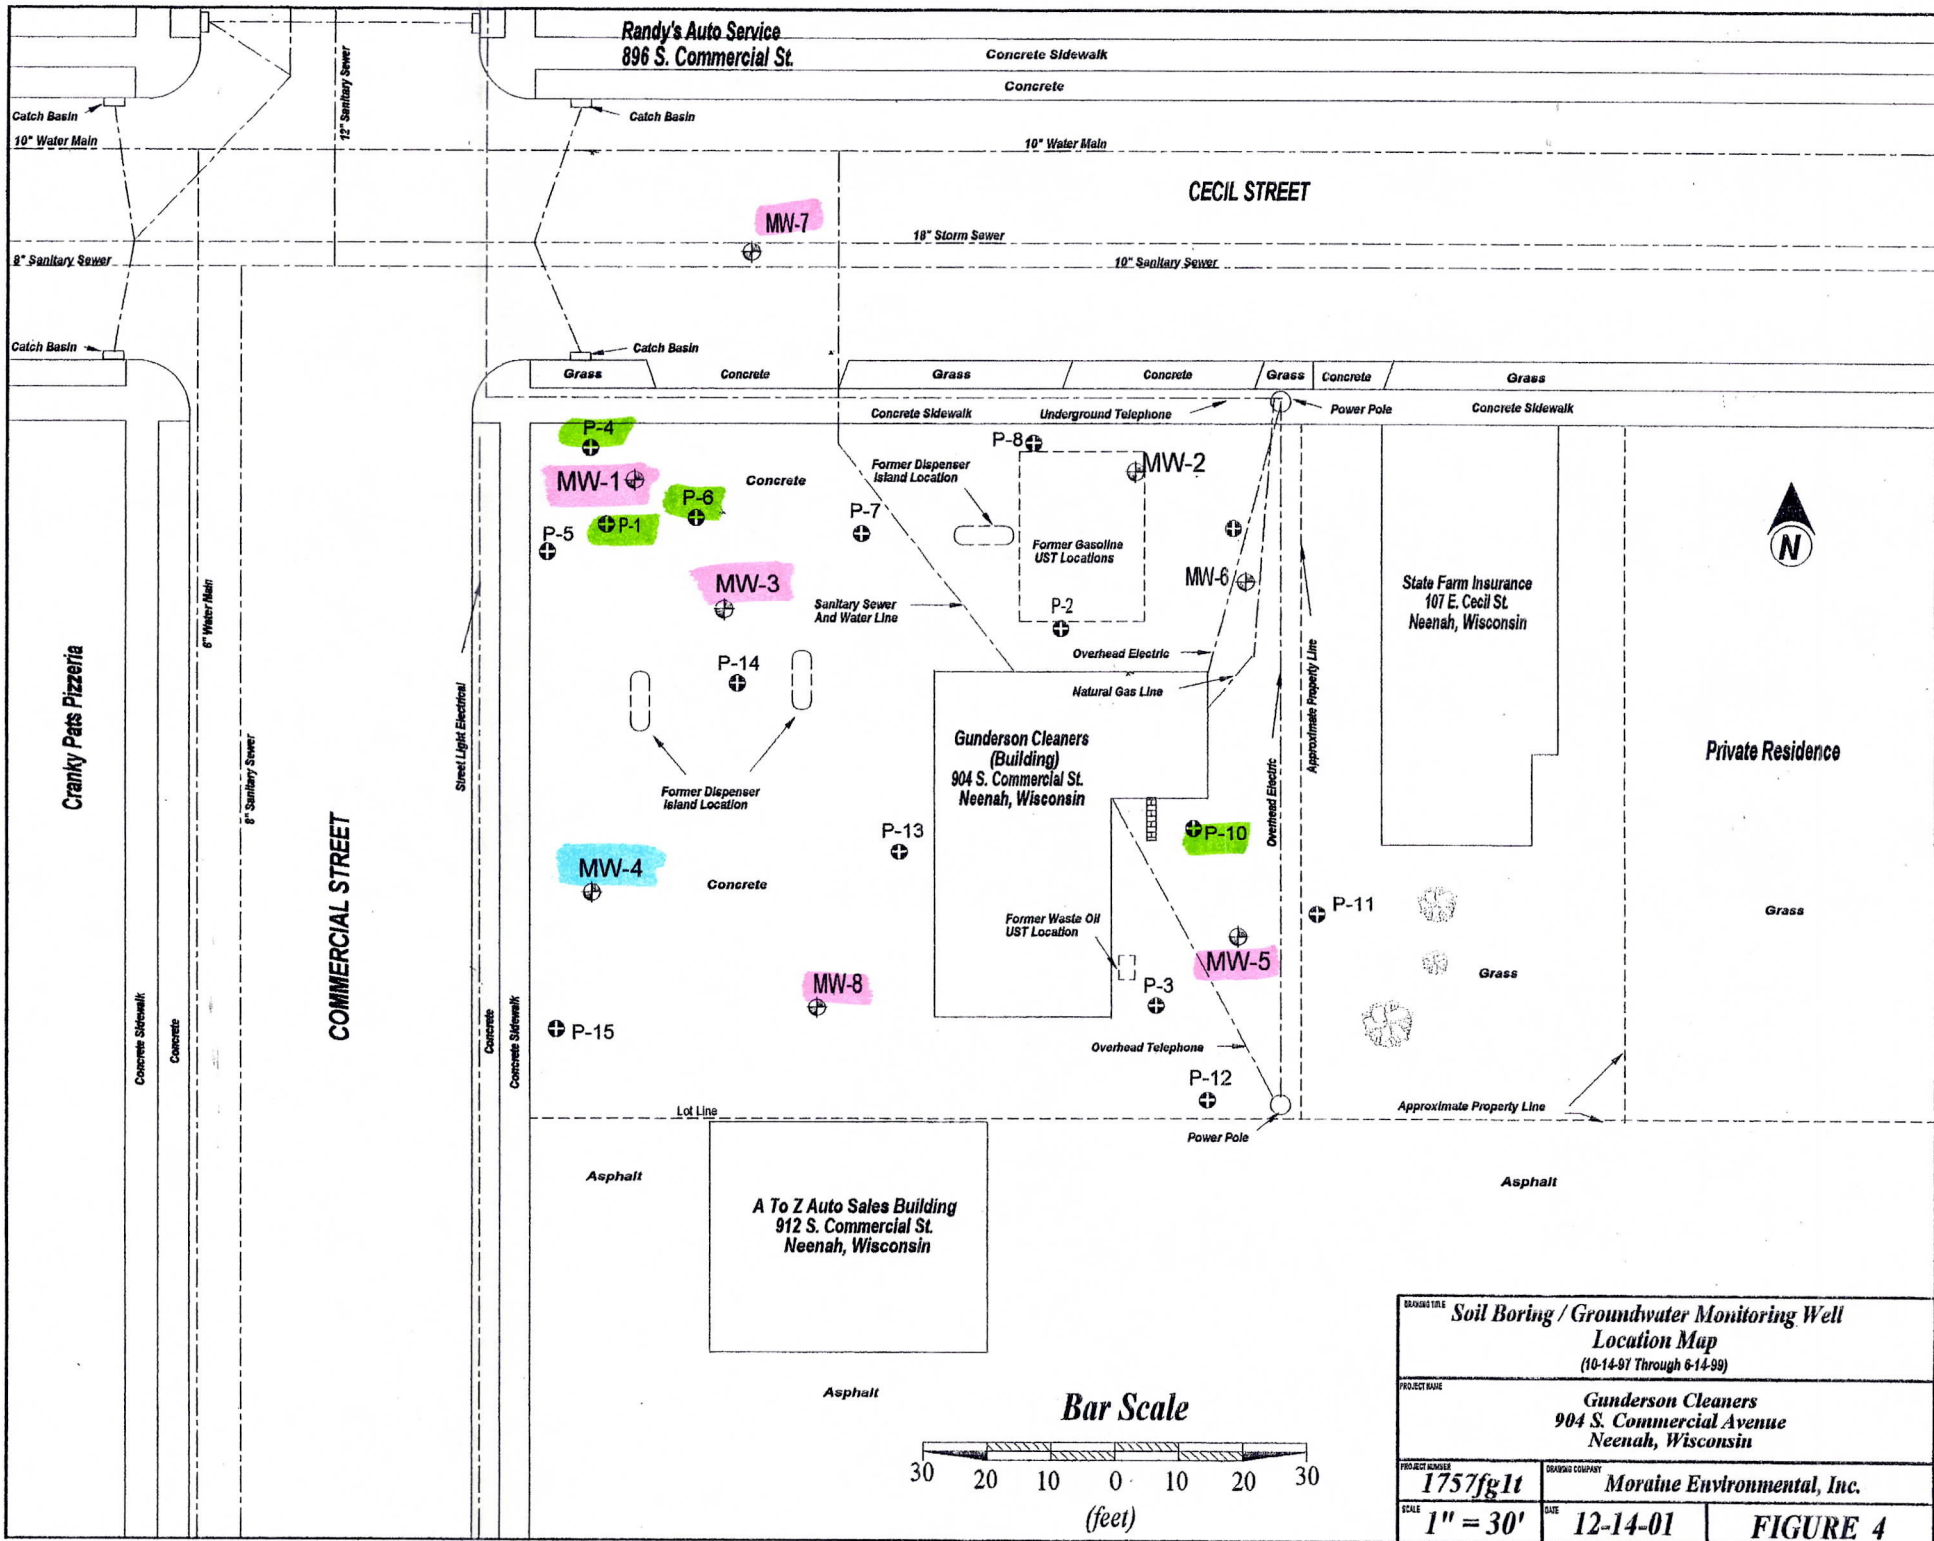 Randy's Auto Service
896 S. Commercial St.
Concrete Sidewalk
Concrete
Catch Basin
Catch Basin
12" Sanitary Sewer
10" Water Main
10" Water Main
CECIL STREET
MW-7
18" Storm Sewer
8" Sanitary Sewer
10" Sanitary Sewer
Catch Basin
Catch Basin
Grass
Concrete
Grass
Concrete
Grass
Concrete
Grass
Concrete Sidewalk
Underground Telephone
Power Pole
Concrete Sidewalk
P-4
P-8
MW-2
Former Dispenser
Island Location
MW-1
Concrete
P-6
P-1
P-7
P-5
Former Gasoline
UST Locations
N
MW-3
MW-6
State Farm Insurance
107 E. Cecil St.
Neenah, Wisconsin
Sanitary Sewer
And Water Line
P-2
6" Water Main
Cranky Pats Pizzeria
8" Sanitary Sewer
Street Light Electrical
P-14
Overhead Electric
Natural Gas Line
Approximate Property Line
Overhead Electric
Gunderson Cleaners
(Building)
904 S. Commercial St.
Neenah, Wisconsin
Private Residence
Former Dispenser
Island Location
P-13
P-10
COMMERCIAL STREET
MW-4
Concrete
P-11
Grass
Former Waste Oil
UST Location
MW-5
Grass
MW-8
P-3
P-15
Concrete Sidewalk
Concrete
Concrete
Concrete Sidewalk
Overhead Telephone
P-12
Lot Line
Approximate Property Line
Power Pole
Asphalt
Asphalt
A To Z Auto Sales Building
912 S. Commercial St.
Neenah, Wisconsin
Asphalt
Bar Scale
30 20 10 0 10 20 30
(feet)
DRAWING TITLE
Soil Boring / Groundwater Monitoring Well
Location Map
(10-14-97 Through 6-14-99)
PROJECT NAME
Gunderson Cleaners
904 S. Commercial Avenue
Neenah, Wisconsin
PROJECT NUMBER
1757fg1t
DRAWING COMPANY
Moraine Environmental, Inc.
SCALE
1" = 30'
DATE
12-14-01
FIGURE 4